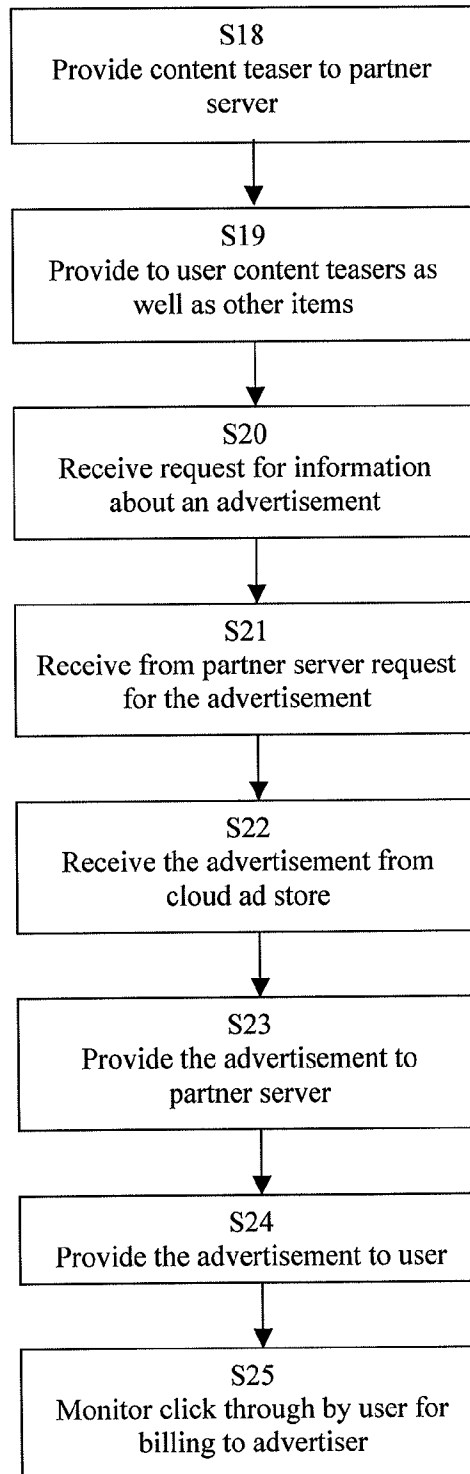 S18
Provide content teaser to partner
server
S19
Provide to user content teasers as
well as other items
S20
Receive request for information
about an advertisement
S21
Receive from partner server request
for the advertisement
S22
Receive the advertisement from
cloud ad store
S23
Provide the advertisement to
partner server
S24
Provide the advertisement to user
S25
Monitor click through by user for
billing to advertiser